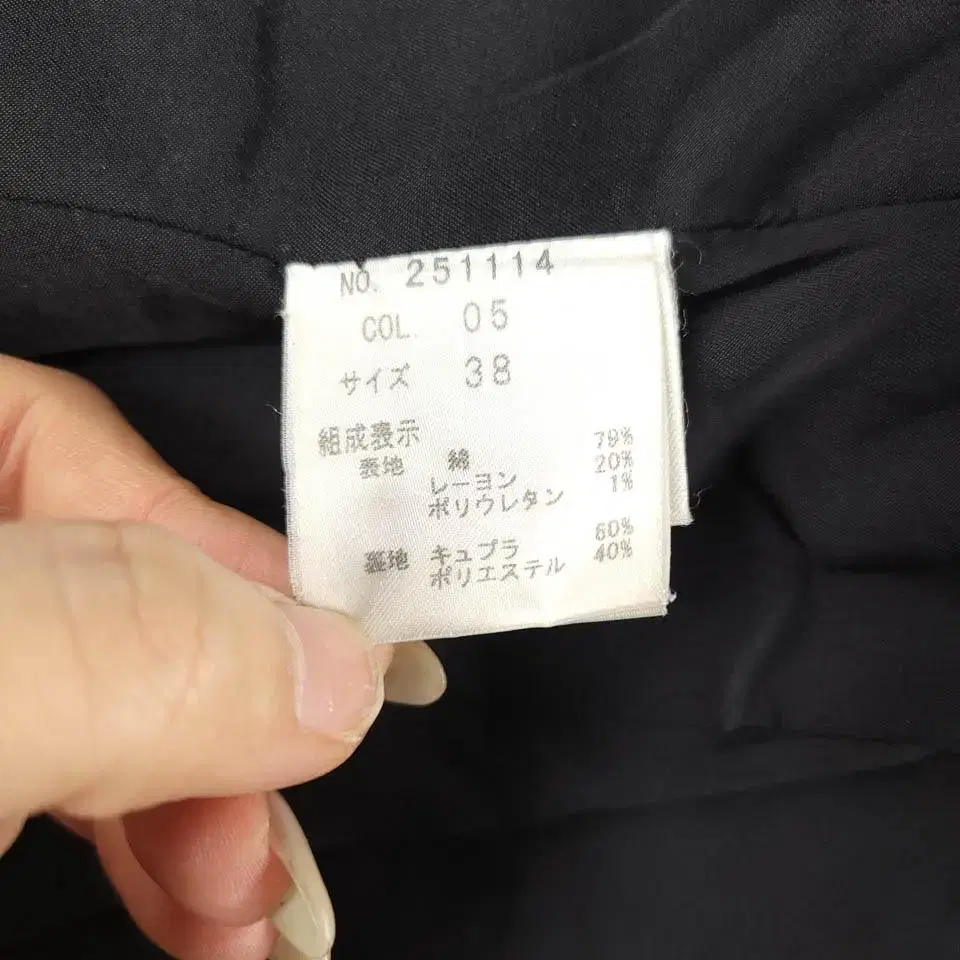 NO. 251114
COL. 05
サイズ 38
組成表示
表地 綿 79%
レーヨン 20%
ポリウレタン 1%
裏地 キュプラ 60%
ポリエステル 40%